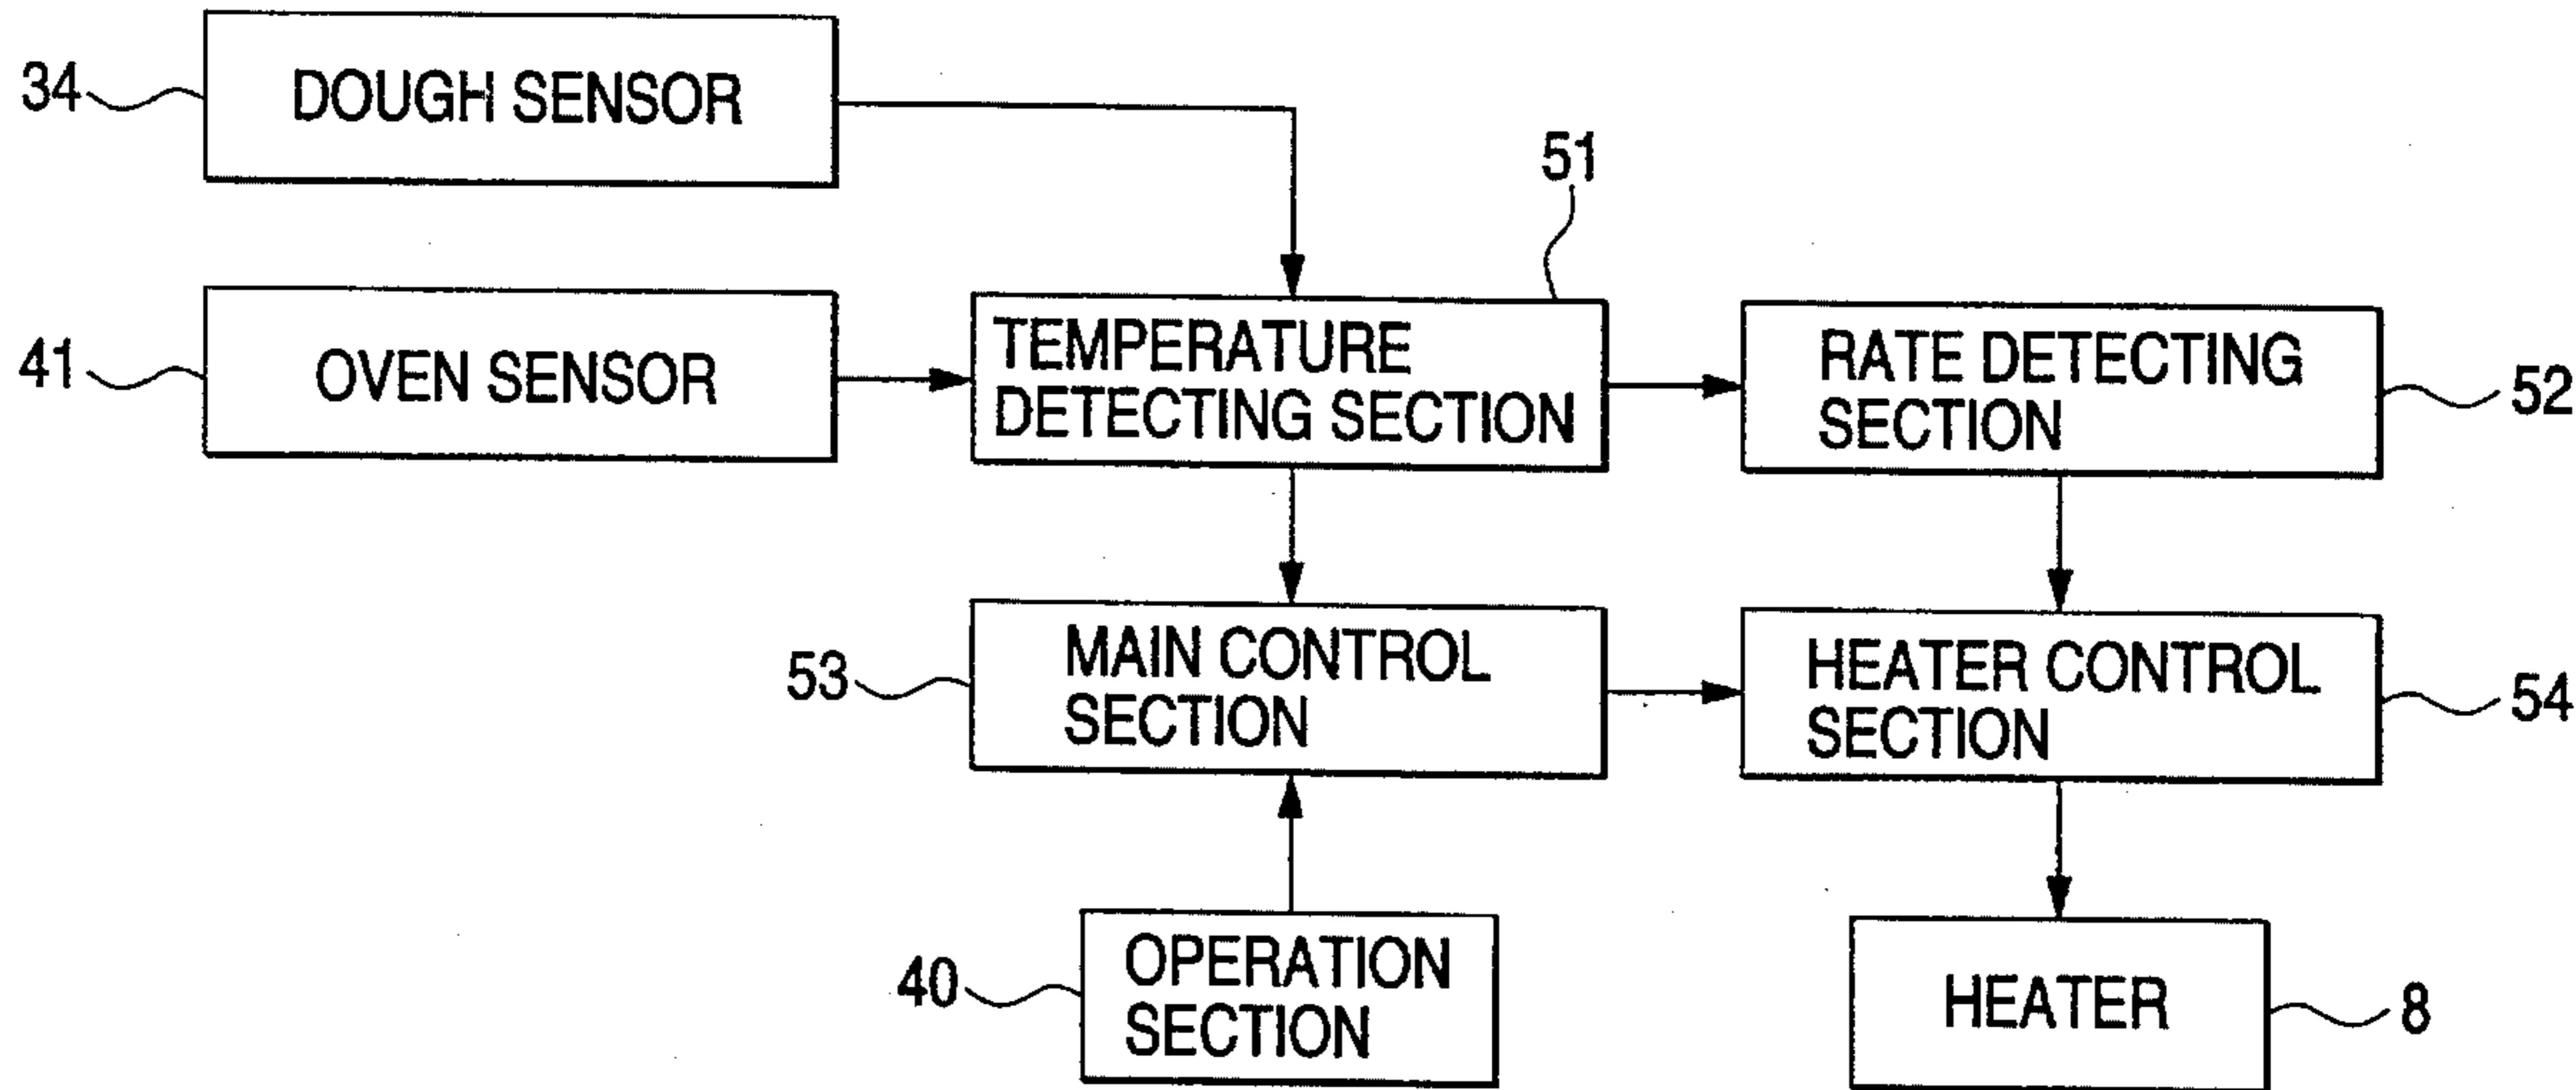 34
DOUGH SENSOR
51
41
OVEN SENSOR
TEMPERATURE
DETECTING SECTION
RATE DETECTING
SECTION
52
53
MAIN CONTROL
SECTION
HEATER CONTROL
SECTION
54
40
OPERATION
SECTION
HEATER
8